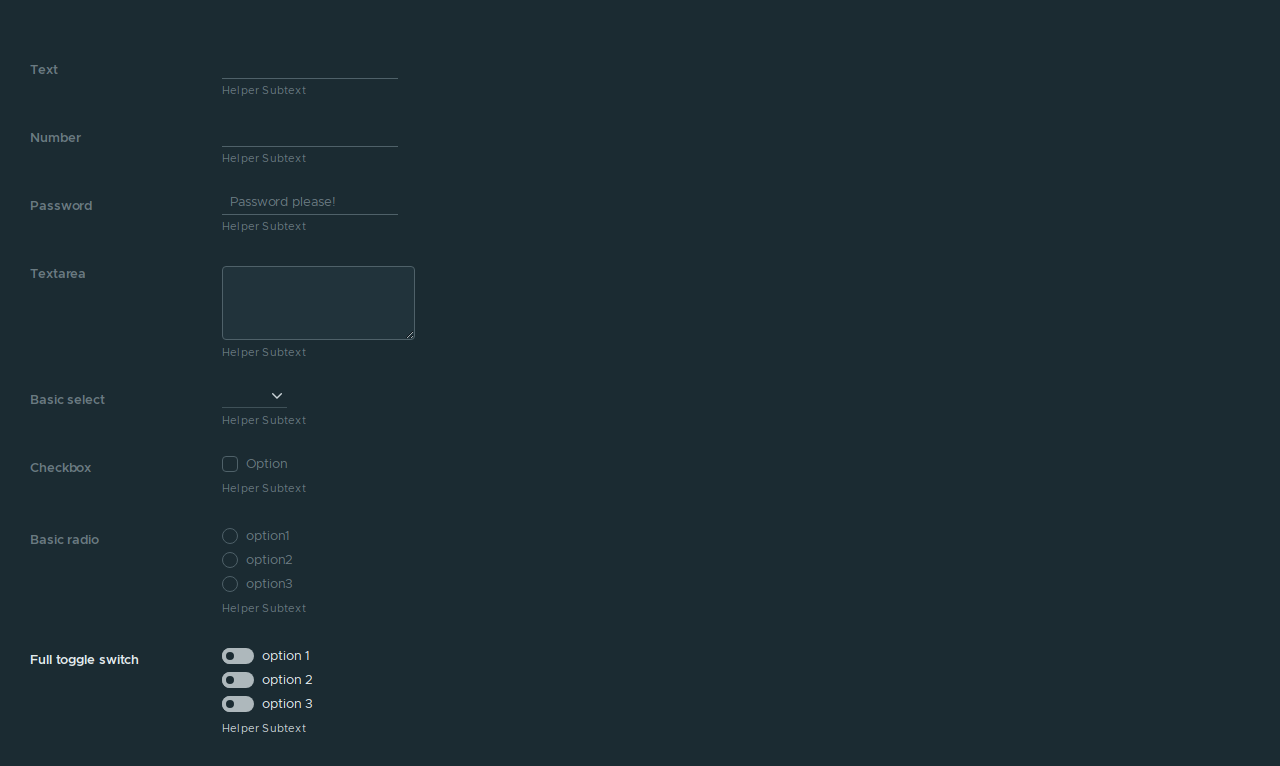 Text
Helper Subtext
Number
Helper Subtext
Password
Password please!
Helper Subtext
Textarea
Helper Subtext
Basic select
Helper Subtext
Checkbox
Option
Helper Subtext
Basic radio
option1
option2
option3
Helper Subtext
Full toggle switch
option 1
option 2
option 3
Helper Subtext